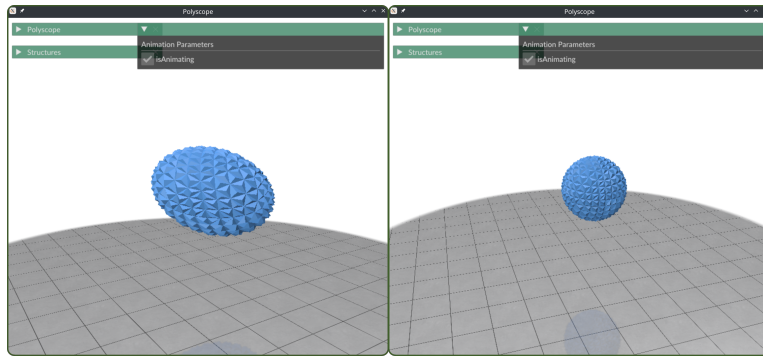 Polyscope
Polyscope
Structures
Animation Parameters
isAnimating
Polyscope
Polyscope
Structures
Animation Parameters
isAnimating